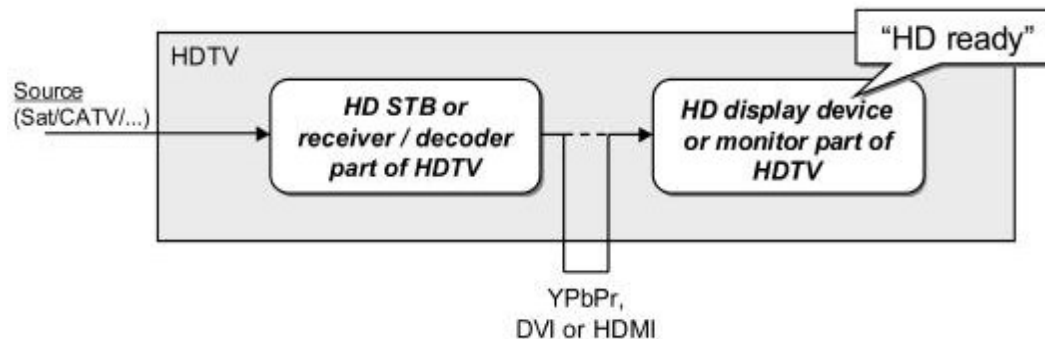 "HD ready"
HDTV
Source
(Sat/CATV/...)
HD STB or
receiver / decoder
part of HDTV
HD display device
or monitor part of
HDTV
YPbPr,
DVI or HDMI